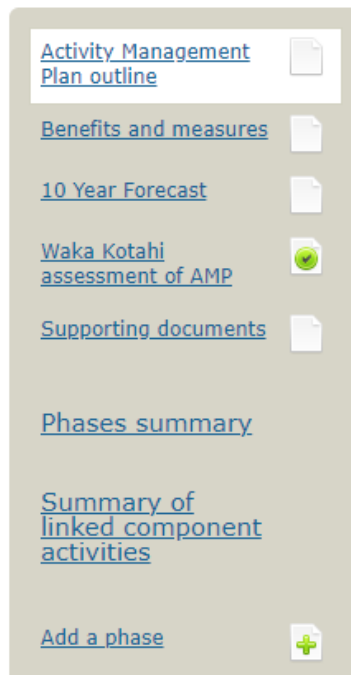 Activity Management
Plan outline
Benefits and measures
10 Year Forecast
Waka Kotahi
assessment of AMP
Supporting documents
Phases summary
Summary of
linked component
activities
Add a phase